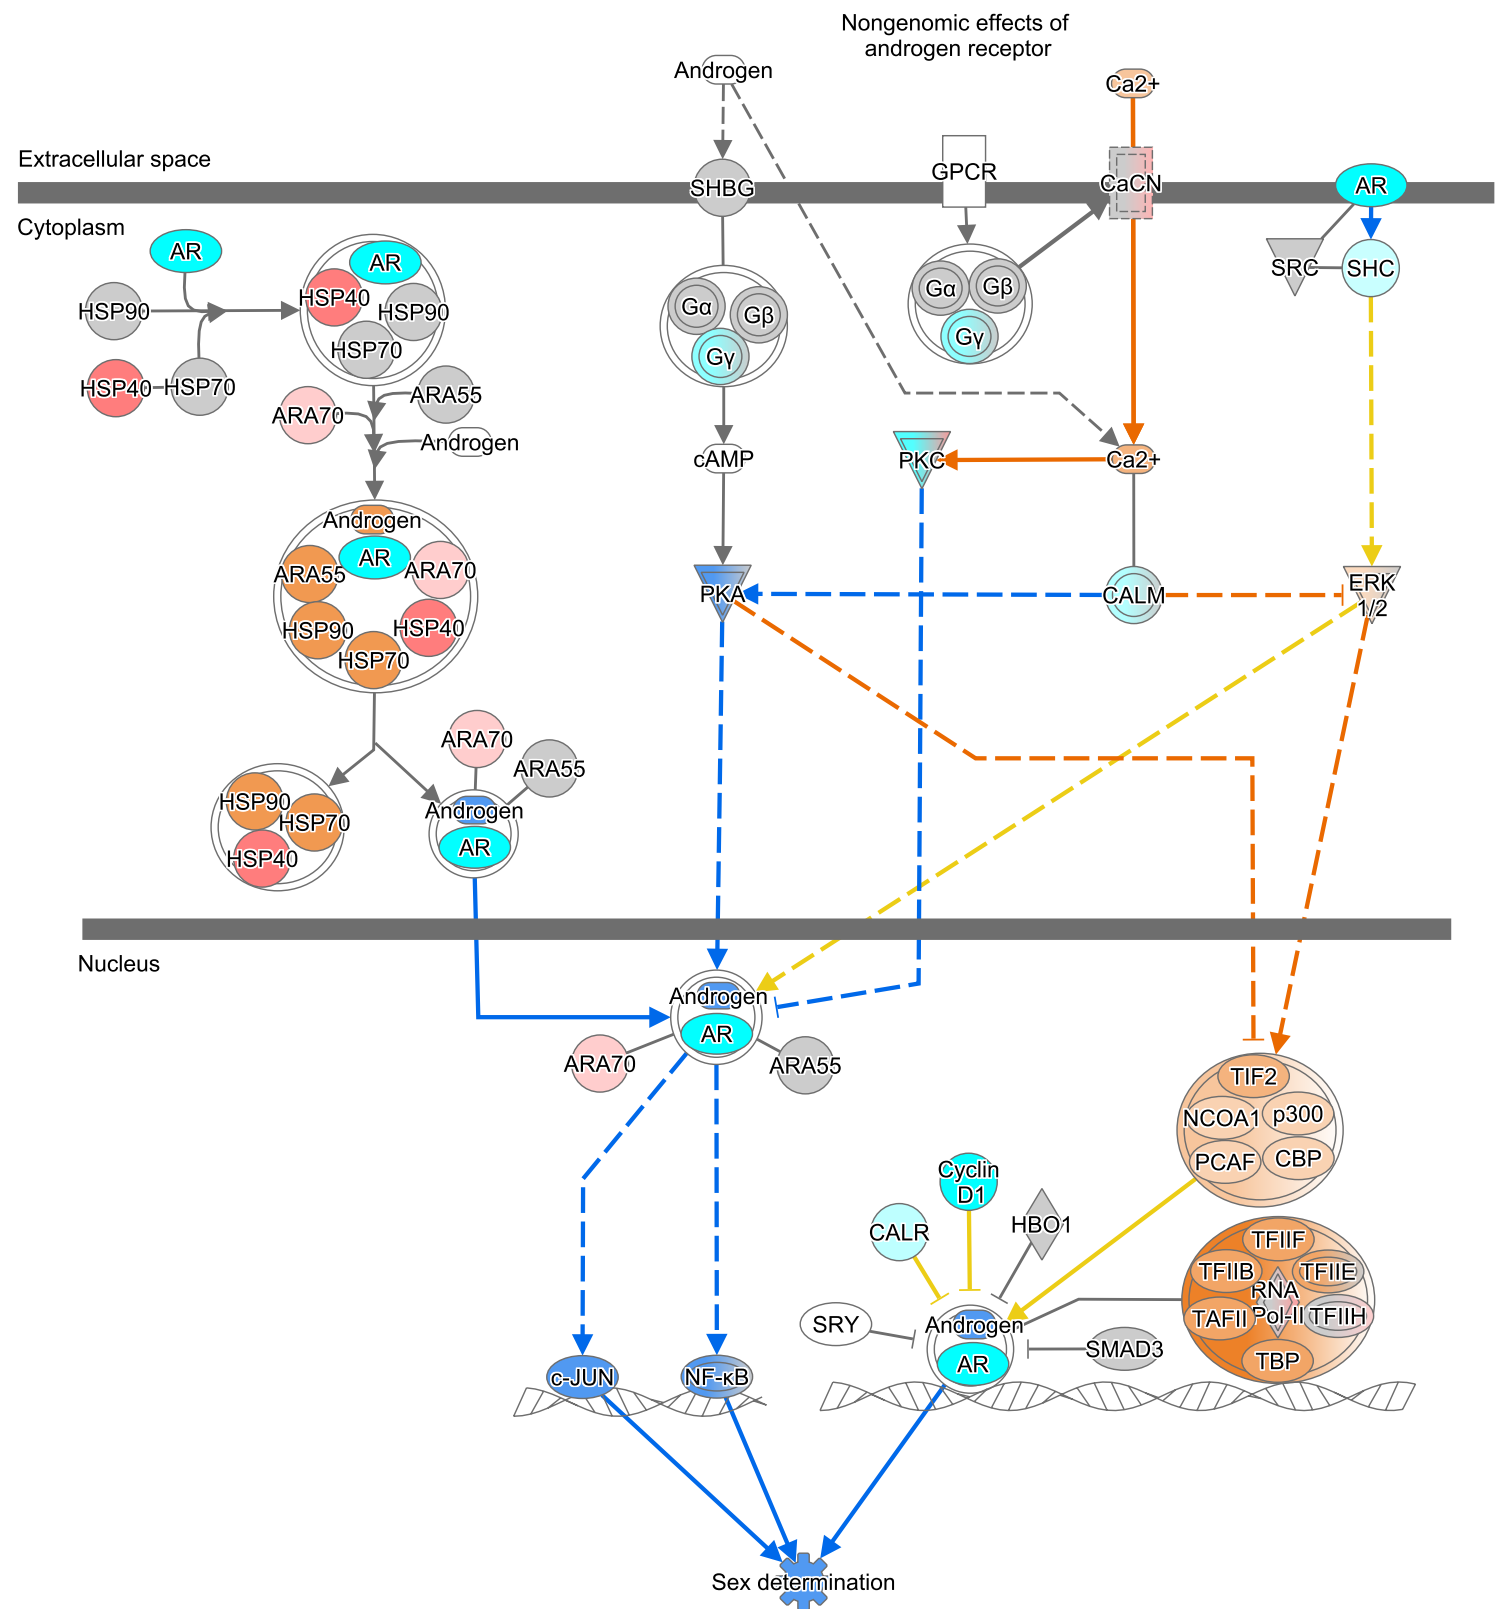 Nongenomic effects of
androgen receptor
Androgen
Ca2+
Extracellular space
GPCR
CaCN
SHBG
AR
Cytoplasm
AR
AR
SRC
SHC
HSP40
HSP90
HSP90
HSP70
Gα
Gβ
Gγ
Gα
Gβ
Gγ
HSP40
HSP70
ARA70
ARA55
Androgen
cAMP
PKC
Ca2+
Androgen
AR
ARA55
ARA70
HSP90
HSP40
HSP70
PKA
CALM
ERK
1/2
ARA70
ARA55
HSP90
HSP70
HSP40
Androgen
AR
Nucleus
Androgen
AR
ARA70
ARA55
TIF2
NCOA1
p300
PCAF
CBP
Cyclin
D1
CALR
HBO1
TFIIF
TFIIB
TFIIE
RNA
Pol-II
TAFII
TFIIH
TBP
SRY
Androgen
AR
SMAD3
c-JUN
NF-κB
Sex determination